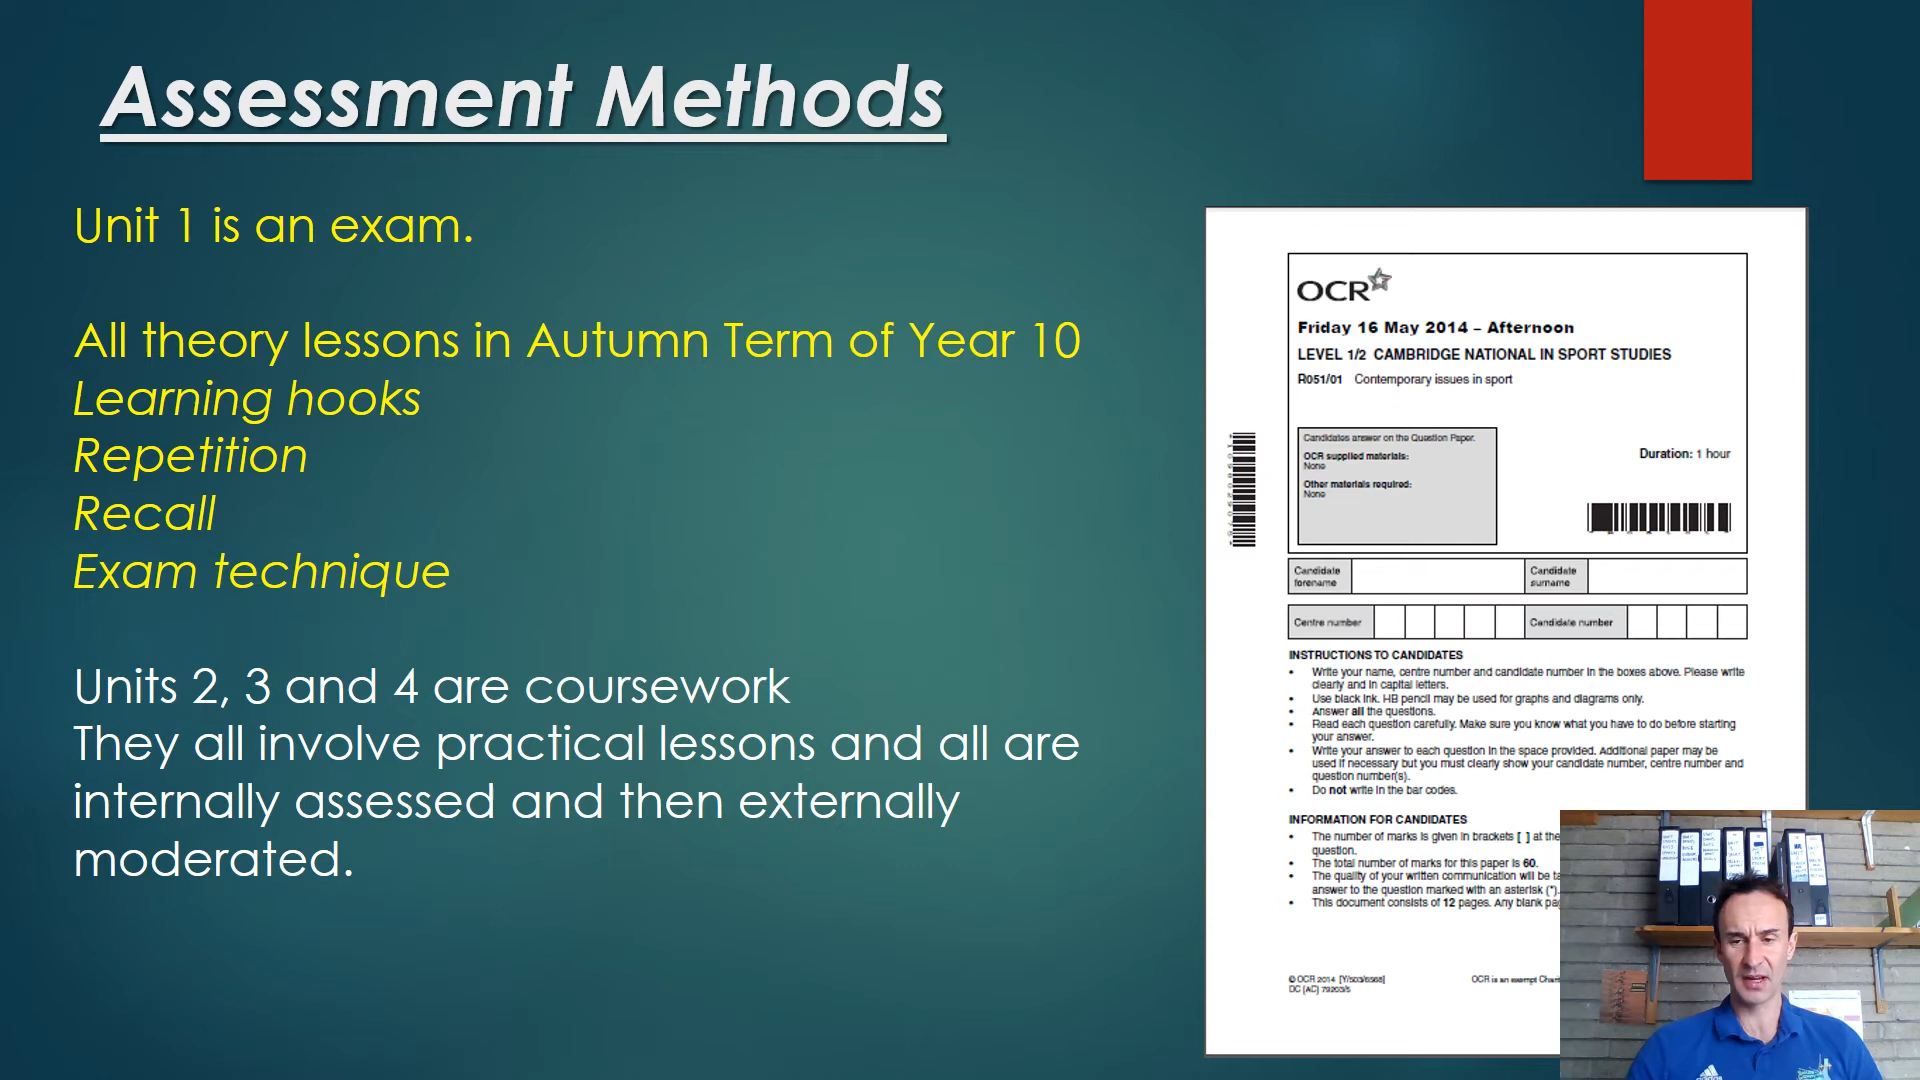 Assessment Methods
Unit 1 is an exam.
All theory lessons in Autumn Term of Year 10
Learning hooks
Repetition
Recall
Exam technique
Units 2, 3 and 4 are coursework
They all involve practical lessons and all are
internally assessed and then externally
moderated.
OCR
Friday 16 May 2014 – Afternoon
LEVEL 1/2 CAMBRIDGE NATIONAL IN SPORT STUDIES
R051/01 Contemporary issues in sport
Candidates answer on the Question Paper.
OCR supplied materials:
None
Other materials required:
None
Duration: 1 hour
Candidate
forename
Candidate
surname
Centre number
Candidate number
INSTRUCTIONS TO CANDIDATES
• Write your name, centre number and candidate number in the boxes above. Please write
clearly and in capital letters.
• Use black ink. HB pencil may be used for graphs and diagrams only.
• Answer all the questions.
• Read each question carefully. Make sure you know what you have to do before starting
your answer.
• Write your answer to each question in the space provided. Additional paper may be
used if necessary but you must clearly show your candidate number, centre number and
question number(s).
• Do not write in the bar codes.
INFORMATION FOR CANDIDATES
• The number of marks is given in brackets [ ] at the
question.
• The total number of marks for this paper is 60.
• The quality of your written communication will be
answer to the question marked with an asterisk (*).
• This document consists of 12 pages. Any blank
© OCR 2014 [Y/503/6568]
DC (AC) 79203/5
OCR is an exempt
adidas